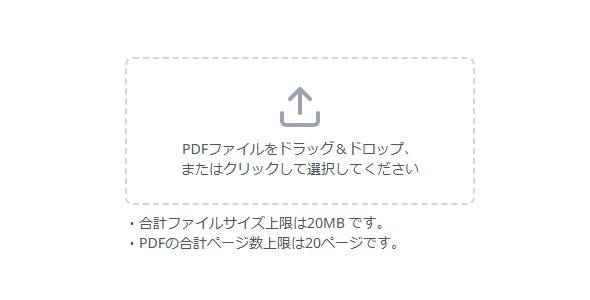 PDFファイルをドラッグ＆ドロップ、
またはクリックして選択してください
・合計ファイルサイズ上限は20MB です。
・PDFの合計ページ数上限は20ページです。